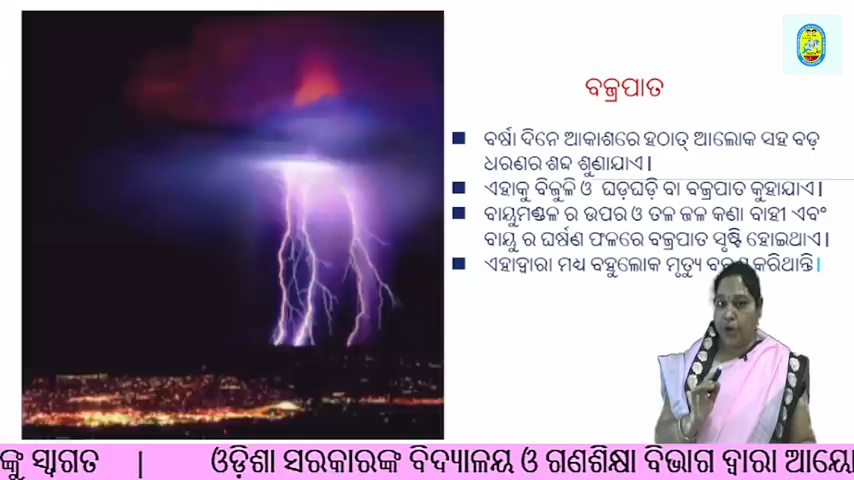 ବଜ୍ରପାତ
ବର୍ଷା ଦିନେ ଆକାଶରେ ହଠାତ୍ ଆଲୋକ ସହ ବଡ଼
ଧରଣର ଶବ୍ଦ ଶୁଣାଯାଏ ।
ଏହାକୁ ବିଜୁଳି ଓ ଘଡ଼ଘଡ଼ି ବା ବଜ୍ରପାତ କୁହାଯାଏ ।
ବାୟୁମଣ୍ଡଳ ର ଉପର ଓ ତଳ ଜଳ କଣା ବାହୀ ଏବଂ
ବାୟୁ ର ଘର୍ଷଣ ଫଳରେ ବଜ୍ରପାତ ସୃଷ୍ଟି ହୋଇଥାଏ ।
ଏହାଦ୍ୱାରା ମଧ୍ୟ ବହୁଲୋକ ମୃତ୍ୟୁ କରିଥାନ୍ତି ।
ଙ୍କୁ ସ୍ୱାଗତ | ଓଡ଼ିଶା ସରକାରଙ୍କ ବିଦ୍ୟାଳୟ ଓ ଗଣଶିକ୍ଷା ବିଭାଗ ଦ୍ୱାରା ଆୟୋ